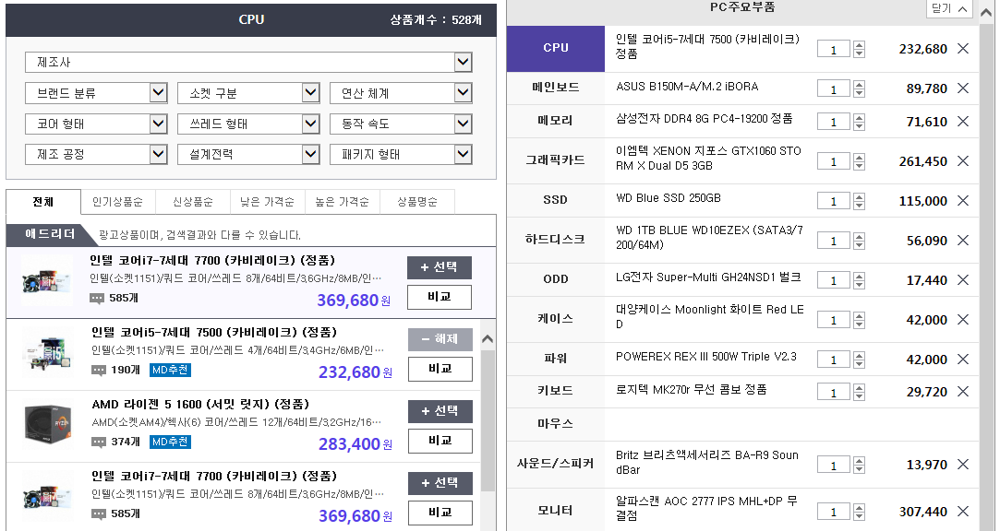 CPU
상품개수 : 528개
제조사
브랜드 분류
소켓 구분
연산 체계
코어 형태
쓰레드 형태
동작 속도
제조 공정
설계전력
패키지 형태
전체
인기상품순
신상품순
낮은 가격순
높은 가격순
상품명순
애드리더
광고상품이며, 검색결과와 다를 수 있습니다.
인텔 코어i7-7세대 7700 (카비레이크) (정품)
인텔(소켓1151)/쿼드 코어/쓰레드 8개/64비트/3.6GHz/8MB/인…
585개
369,680원
+ 선택
비교
인텔 코어i5-7세대 7500 (카비레이크) (정품)
인텔(소켓1151)/쿼드 코어/쓰레드 4개/64비트/3.4GHz/6MB/인…
190개
MD추천
232,680원
− 해제
비교
AMD 라이젠 5 1600 (서밋 릿지) (정품)
AMD(소켓AM4)/헥사(6) 코어/쓰레드 12개/64비트/3.2GHz/16…
374개
MD추천
283,400원
+ 선택
비교
인텔 코어i7-7세대 7700 (카비레이크) (정품)
인텔(소켓1151)/쿼드 코어/쓰레드 8개/64비트/3.6GHz/8MB/인…
585개
369,680원
+ 선택
비교
PC주요부품
닫기
CPU
인텔 코어i5-7세대 7500 (카비레이크)
정품
1
232,680
메인보드
ASUS B150M-A/M.2 iBORA
1
89,780
메모리
삼성전자 DDR4 8G PC4-19200 정품
1
71,610
그래픽카드
이엠텍 XENON 지포스 GTX1060 STO
RM X Dual D5 3GB
1
261,450
SSD
WD Blue SSD 250GB
1
115,000
하드디스크
WD 1TB BLUE WD10EZEX (SATA3/7
200/64M)
1
56,090
ODD
LG전자 Super-Multi GH24NSD1 벌크
1
17,440
케이스
대양케이스 Moonlight 화이트 Red LE
D
1
42,000
파워
POWEREX REX III 500W Triple V2.3
1
42,000
키보드
로지텍 MK270r 무선 콤보 정품
1
29,720
마우스
사운드/스피커
Britz 브리츠액세서리즈 BA-R9 Soun
dBar
1
13,970
모니터
알파스캔 AOC 2777 IPS MHL+DP 무
결점
1
307,440